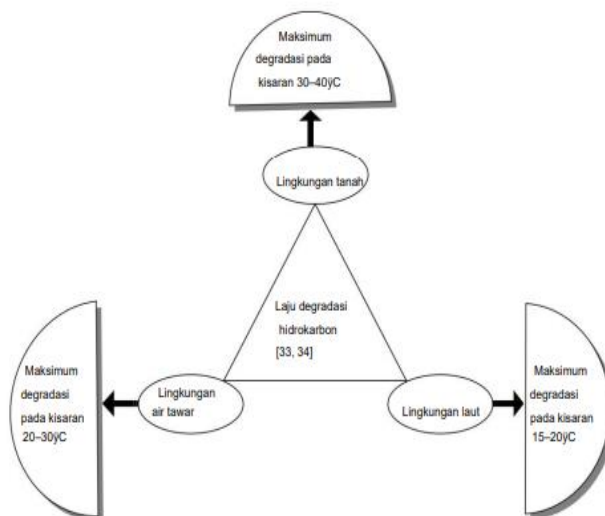 Maksimum
degradasi pada
kisaran 30–40ÿC
Lingkungan tanah
Laju degradasi
hidrokarbon
[33, 34]
Maksimum
degradasi
pada kisaran
20–30ÿC
Lingkungan
air tawar
Lingkungan laut
Maksimum
degradasi
pada kisaran
15–20ÿC